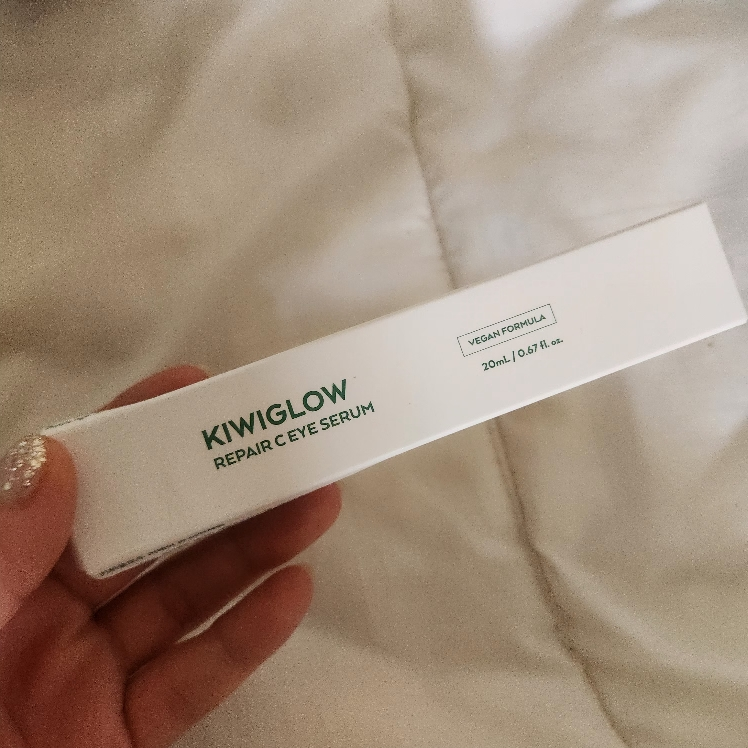 KIWIGLOW
REPAIR C EYE SERUM
VEGAN FORMULA
20mL / 0.67 fl. oz.